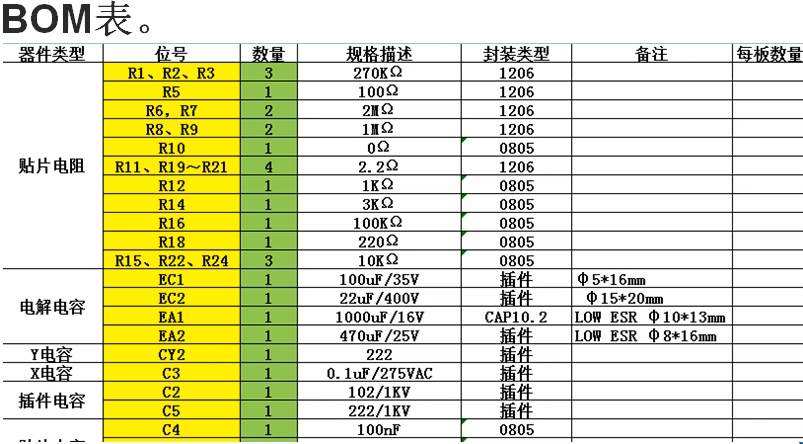 BOM表。
器件类型 位号 数量 规格描述 封装类型 备注 每板数量
R1、R2、R3 3 270KΩ 1206
R5 1 100Ω 1206
R6，R7 2 2MΩ 1206
R8、R9 2 1MΩ 1206
R10 1 0Ω 0805
贴片电阻 R11、R19～R21 4 2.2Ω 1206
R12 1 1KΩ 0805
R14 1 3KΩ 0805
R16 1 100KΩ 0805
R18 1 220Ω 0805
R15、R22、R24 3 10KΩ 0805
EC1 1 100uF/35V 插件 φ5*16mm
电解电容 EC2 1 22uF/400V 插件 φ15*20mm
EA1 1 1000uF/16V CAP10.2 LOW ESR φ10*13mm
EA2 1 470uF/25V 插件 LOW ESR φ8*16mm
Y电容 CY2 1 222 插件
X电容 C3 1 0.1uF/275VAC 插件
插件电容 C2 1 102/1KV 插件
C5 1 222/1KV 插件
C4 1 100nF 0805